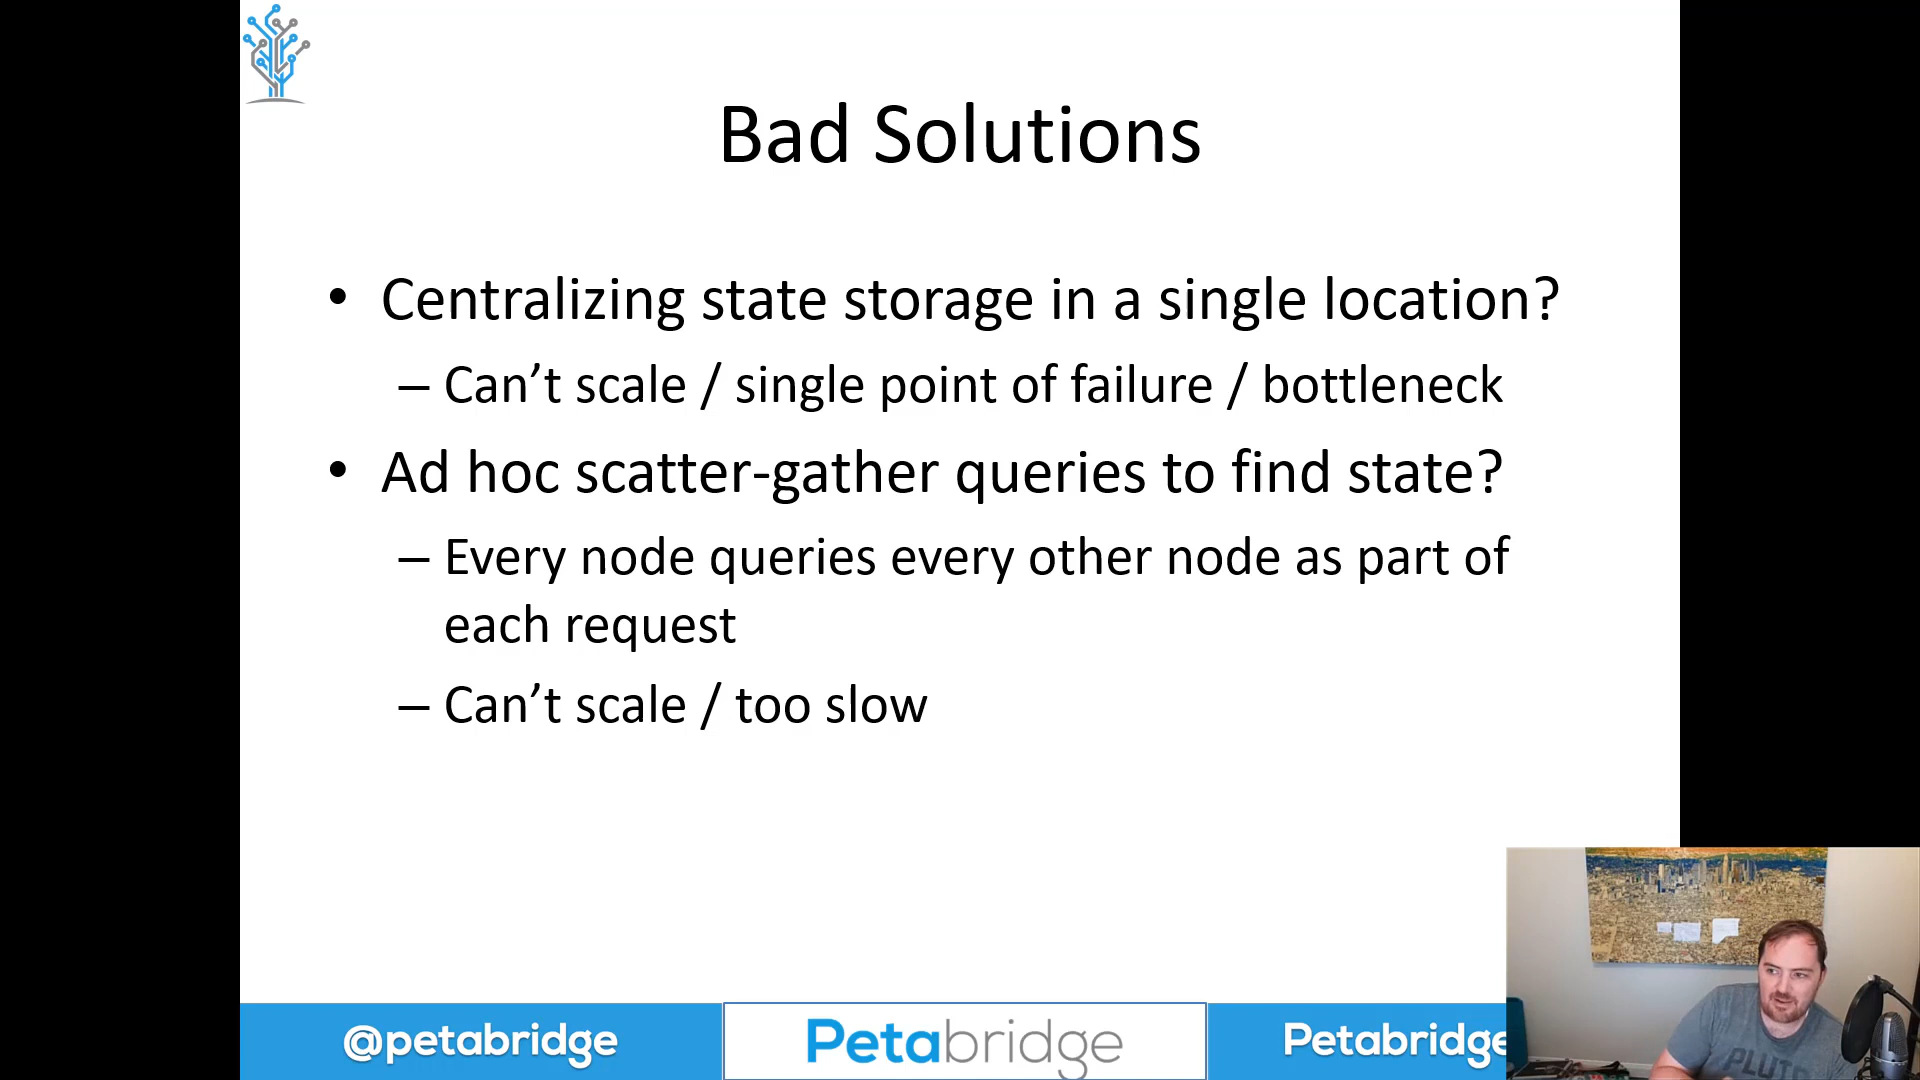 Bad Solutions
• Centralizing state storage in a single location?
– Can’t scale / single point of failure / bottleneck
• Ad hoc scatter-gather queries to find state?
– Every node queries every other node as part of
each request
– Can’t scale / too slow
@petabridge
Petabridge
Petabridge